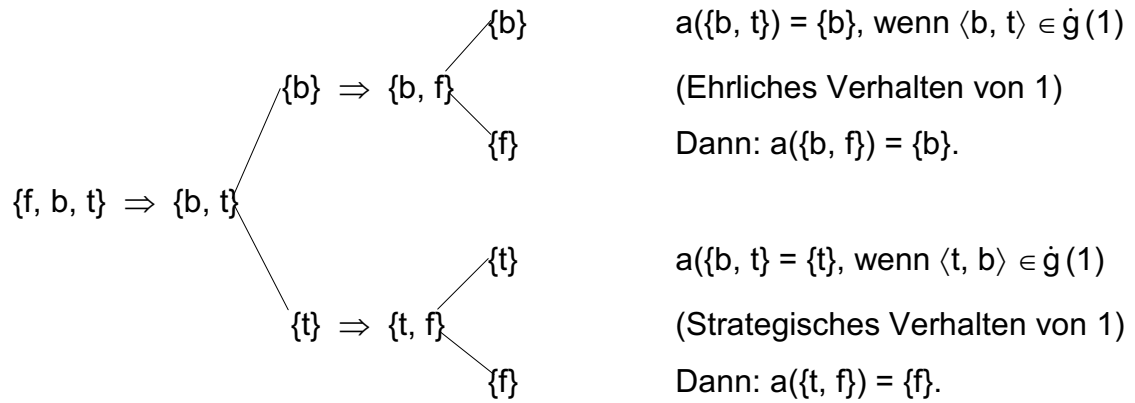 {b} a({b, t}) = {b}, wenn ⟨b, t⟩ ∈ ġ(1)
{b} ⇒ {b, f} (Ehrliches Verhalten von 1)
{f} Dann: a({b, f}) = {b}.
{f, b, t} ⇒ {b, t}
{t} a({b, t} = {t}, wenn ⟨t, b⟩ ∈ ġ(1)
{t} ⇒ {t, f} (Strategisches Verhalten von 1)
{f} Dann: a({t, f}) = {f}.